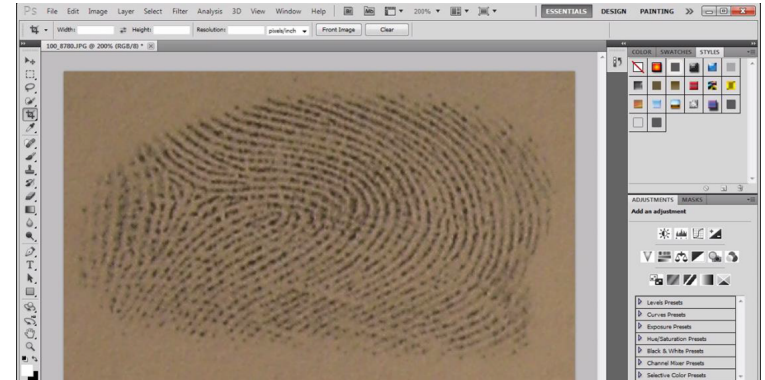 PS File Edit Image Layer Select Filter Analysis 3D View Window Help Mb 200% ESSENTIALS DESIGN PAINTING >>
Width: Height: Resolution: pixels/inch Front Image Clear
100_8780.JPG @ 200% (RGB/8) *
COLOR SWATCHES STYLES
ADJUSTMENTS MASKS
Add an adjustment
Levels Presets
Curves Presets
Exposure Presets
Hue/Saturation Presets
Black & White Presets
Channel Mixer Presets
Selective Color Presets